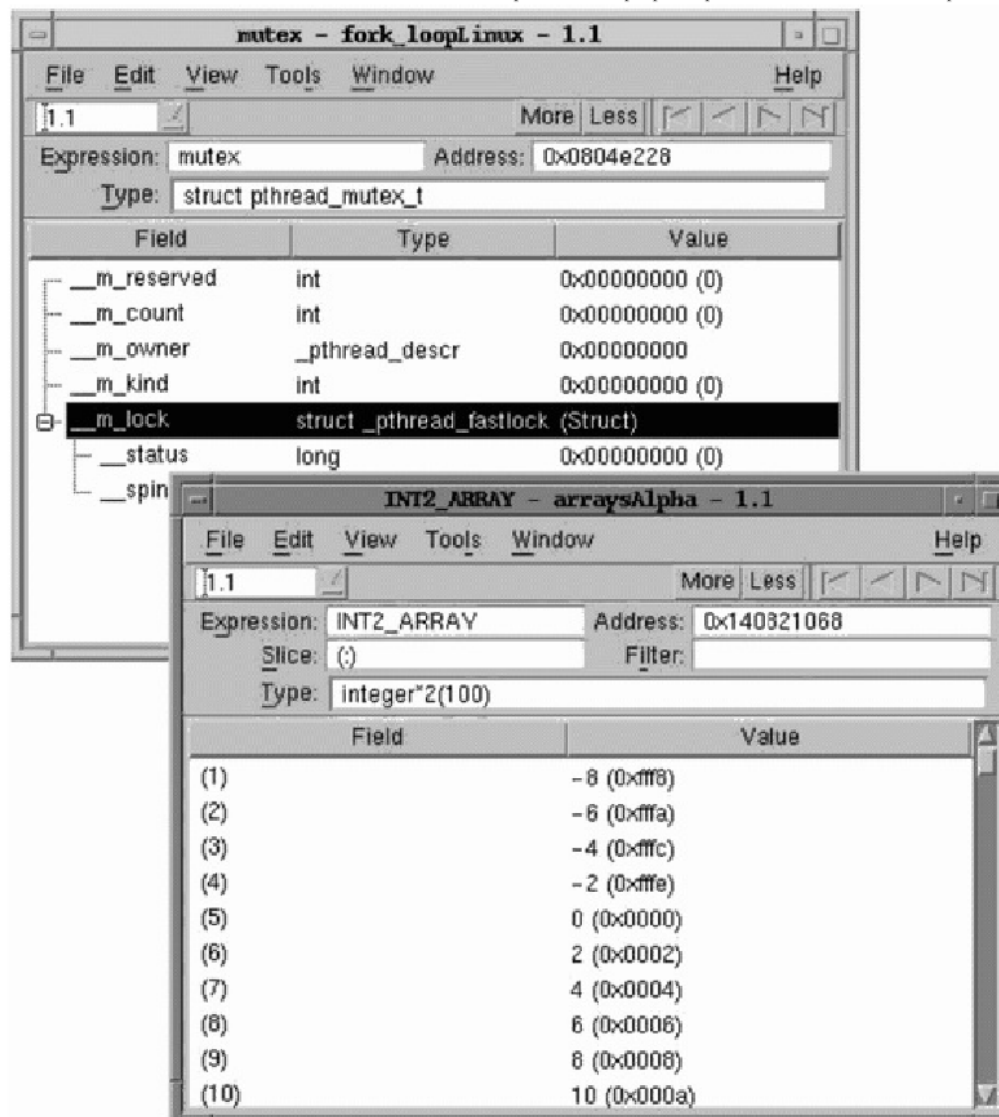 mutex - fork_loopLinux - 1.1
File Edit View Tools Window Help
1.1 More Less
Expression: mutex Address: 0x0804e228
Type: struct pthread_mutex_t
Field Type Value
__m_reserved int 0x00000000 (0)
__m_count int 0x00000000 (0)
__m_owner _pthread_descr 0x00000000
__m_kind int 0x00000000 (0)
__m_lock struct _pthread_fastlock (Struct)
__status long 0x00000000 (0)
__spin
INT2_ARRAY - arraysAlpha - 1.1
File Edit View Tools Window Help
1.1 More Less
Expression: INT2_ARRAY Address: 0x140821068
Slice: (:) Filter:
Type: integer*2(100)
Field Value
(1) -8 (0xfff8)
(2) -6 (0xfffa)
(3) -4 (0xfffc)
(4) -2 (0xfffe)
(5) 0 (0x0000)
(6) 2 (0x0002)
(7) 4 (0x0004)
(8) 6 (0x0006)
(9) 8 (0x0008)
(10) 10 (0x000a)